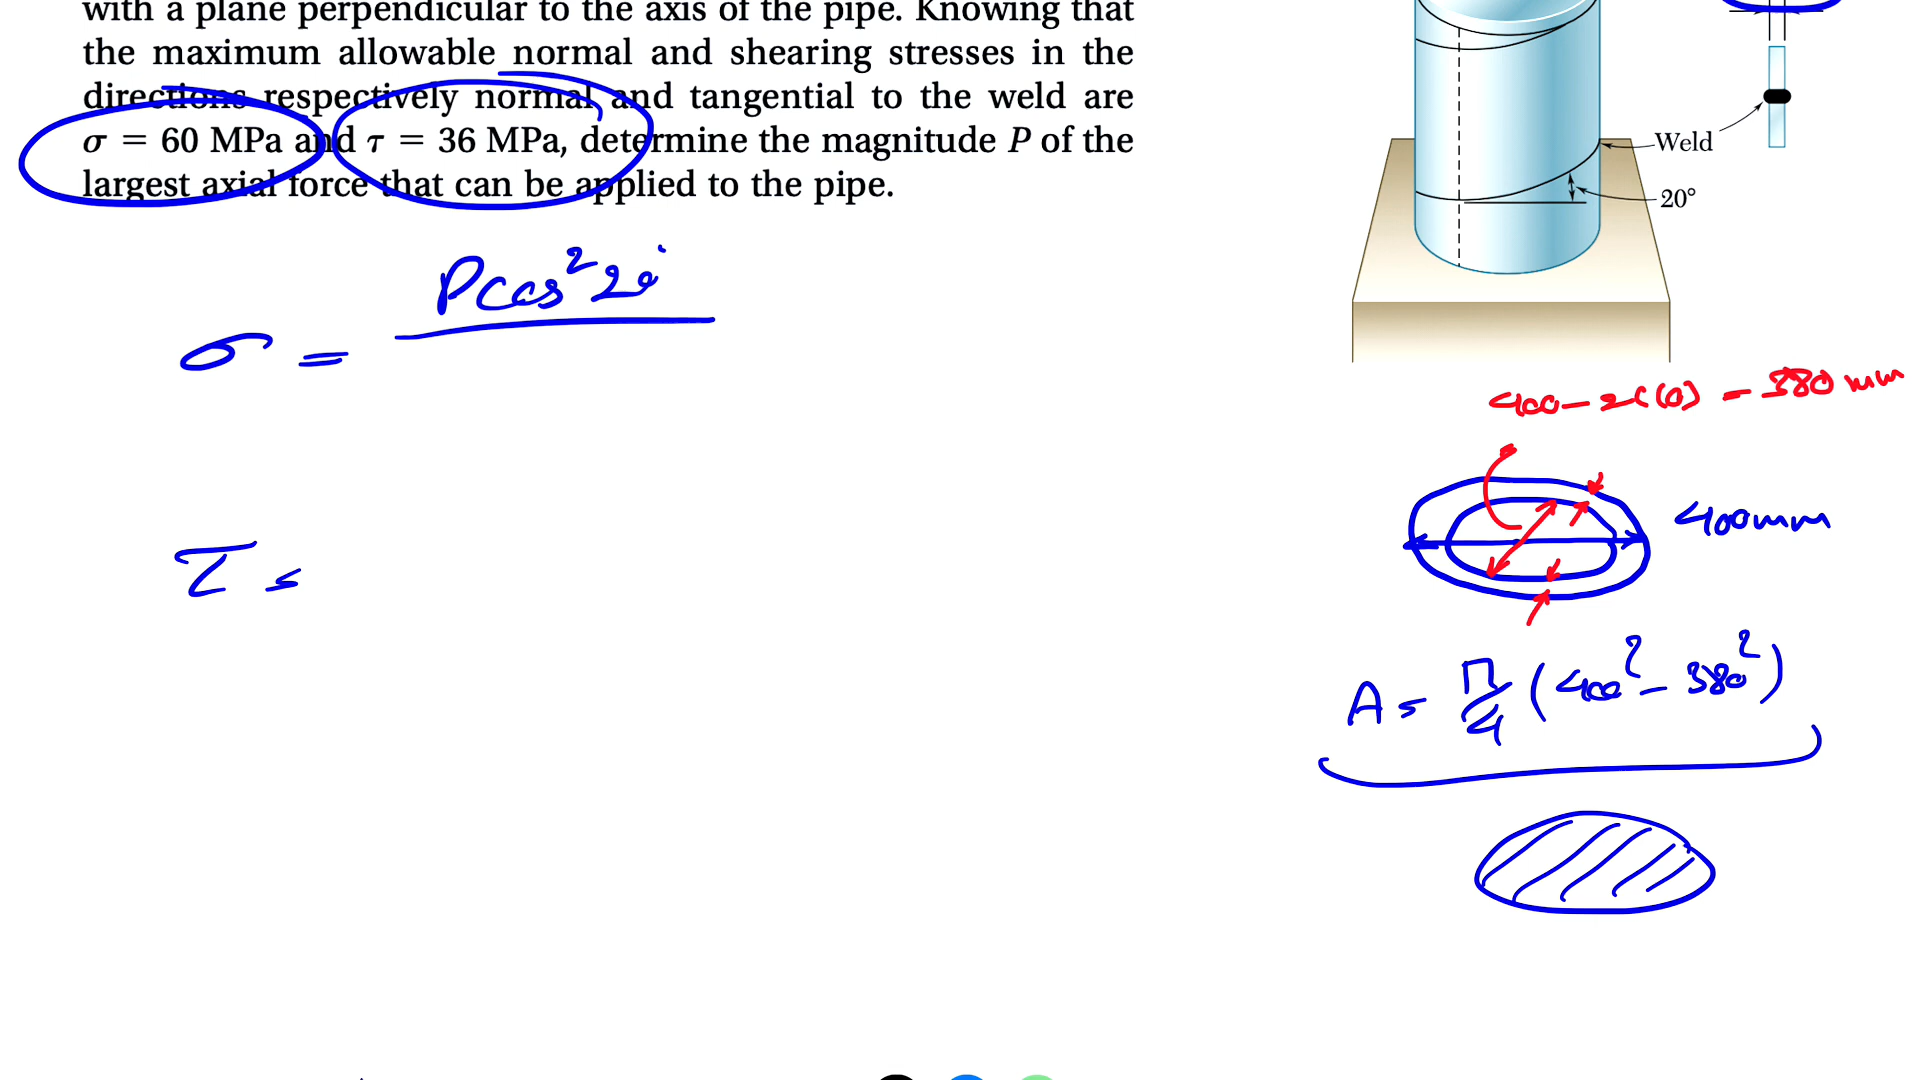 with a plane perpendicular to the axis of the pipe. Knowing that
the maximum allowable normal and shearing stresses in the
directions respectively normal and tangential to the weld are
σ = 60 MPa and τ = 36 MPa, determine the magnitude P of the
largest axial force that can be applied to the pipe.
Weld
20°
σ = P cos² 20°
τ =
400 - 2(10) = 380 mm
400mm
A = π/4 (400² - 380²)